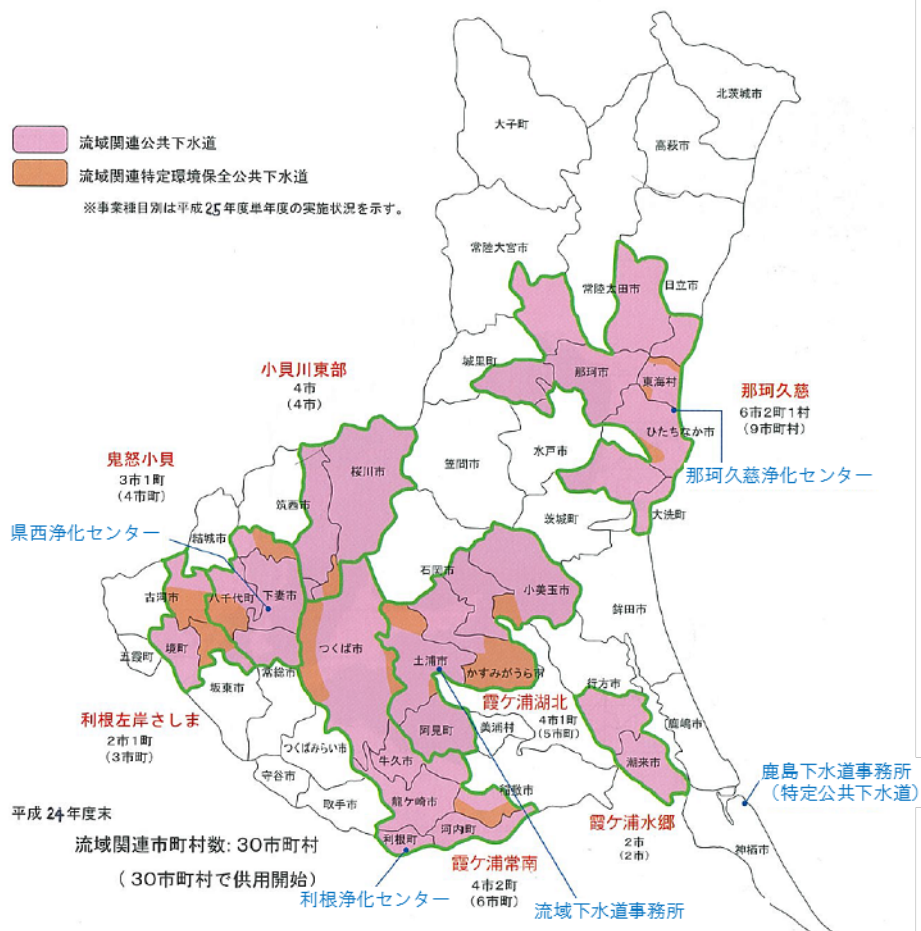 北茨城市
大子町
高萩市
流域関連公共下水道
流域関連特定環境保全公共下水道
※事業種目別は平成25年度単年度の実施状況を示す。
常陸大宮市
常陸太田市
日立市
城里町
那珂市
東海村
小貝川東部
4市
(4市)
那珂久慈
6市2町1村
(9市町村)
ひたちなか市
水戸市
笠間市
桜川市
鬼怒小貝
3市1町
(4市町)
那珂久慈浄化センター
筑西市
大洗町
茨城町
県西浄化センター
結城市
石岡市
小美玉市
古河市
八千代町
下妻市
鉾田市
つくば市
土浦市
かすみがうら市
境町
五霞町
常総市
坂東市
行方市
霞ケ浦湖北
4市1町
(5市町)
鹿嶋市
利根左岸さしま
2市1町
(3市町)
阿見町
美浦村
つくばみらい市
牛久市
潮来市
守谷市
取手市
龍ケ崎市
稲敷市
鹿島下水道事務所
(特定公共下水道)
平成24年度末
霞ケ浦水郷
2市
(2市)
河内町
利根町
神栖市
流域関連市町村数: 30市町村
(30市町村で供用開始)
霞ケ浦常南
4市2町
(6市町)
利根浄化センター
流域下水道事務所